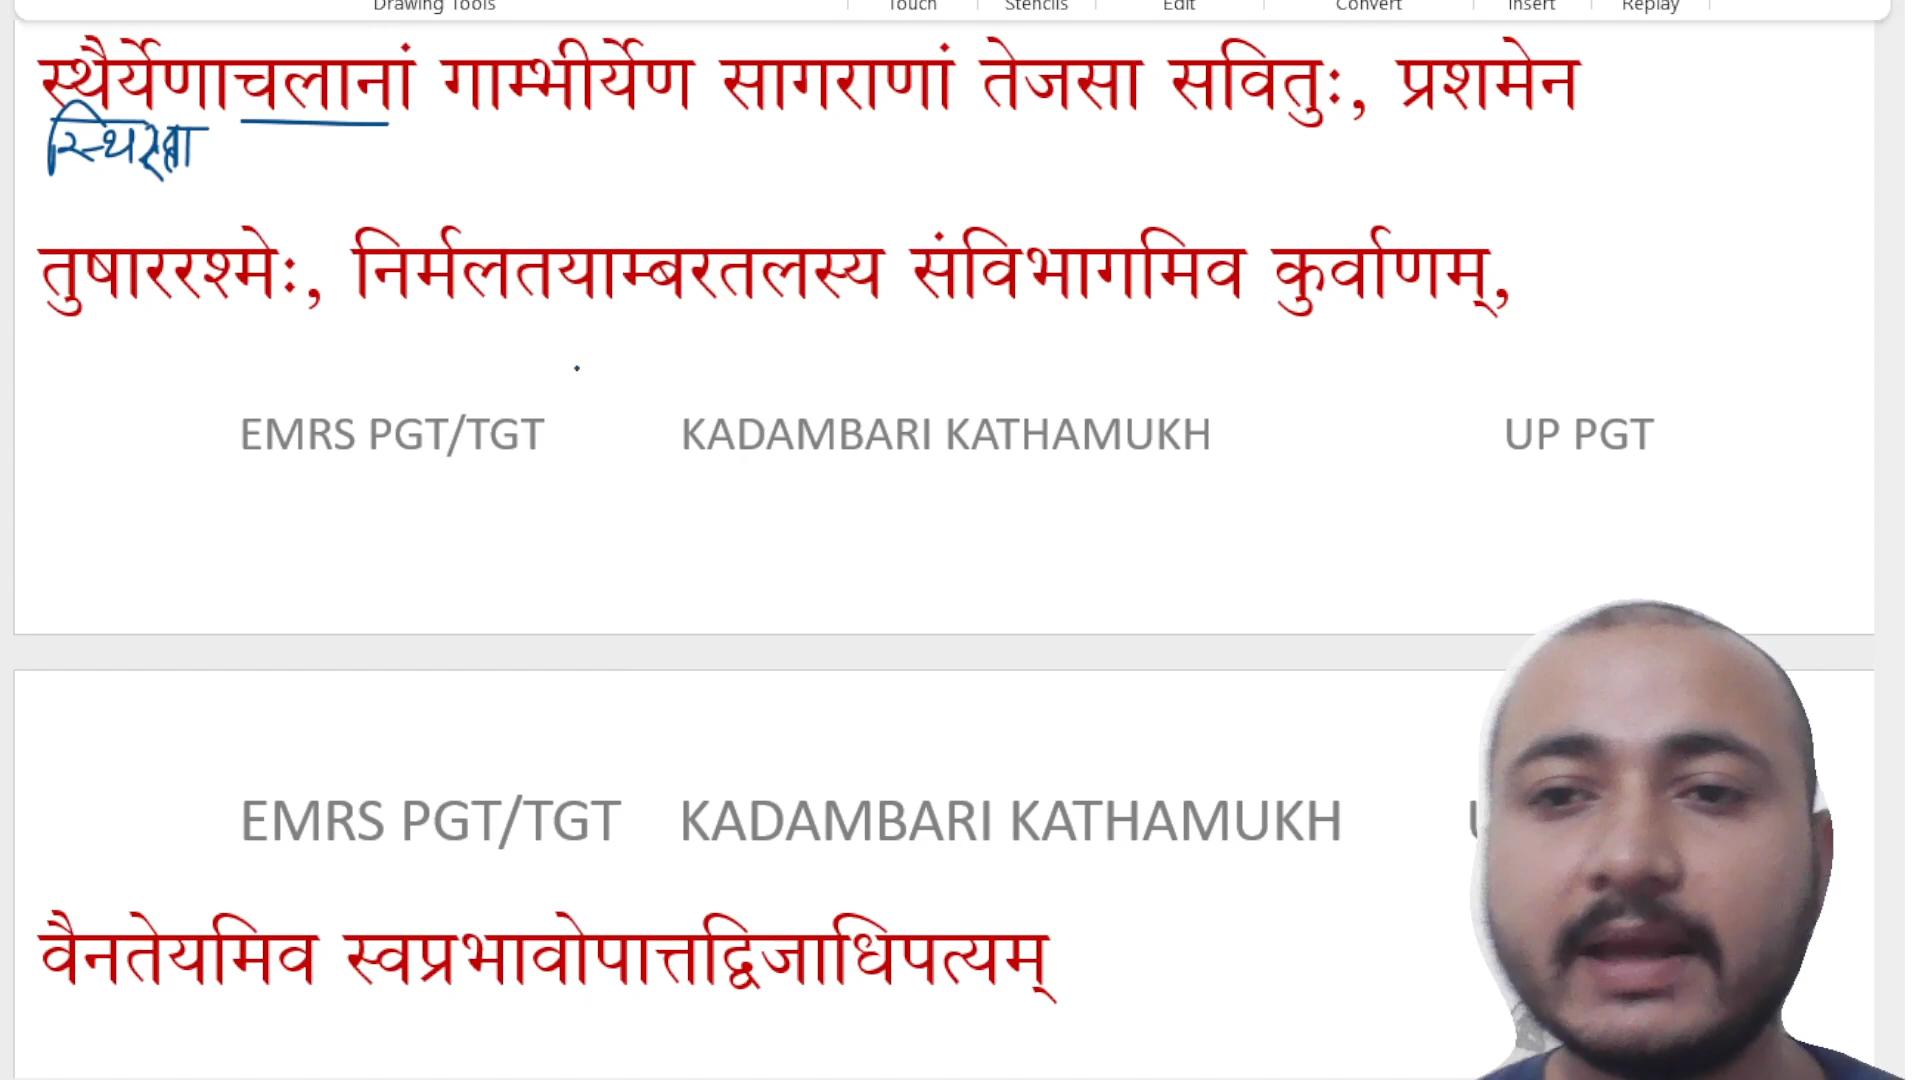 Drawing Tools Touch Stencils Edit Convert Insert Replay
स्थैर्येणाचलानां गाम्भीर्येण सागराणां तेजसा सवितुः, प्रशमेन
तुषाररश्मेः, निर्मलतयाम्बरतलस्य संविभागमिव कुर्वाणम्,
EMRS PGT/TGT KADAMBARI KATHAMUKH UP PGT
EMRS PGT/TGT KADAMBARI KATHAMUKH
वैनतेयमिव स्वप्रभावोपात्तद्विजाधिपत्यम्